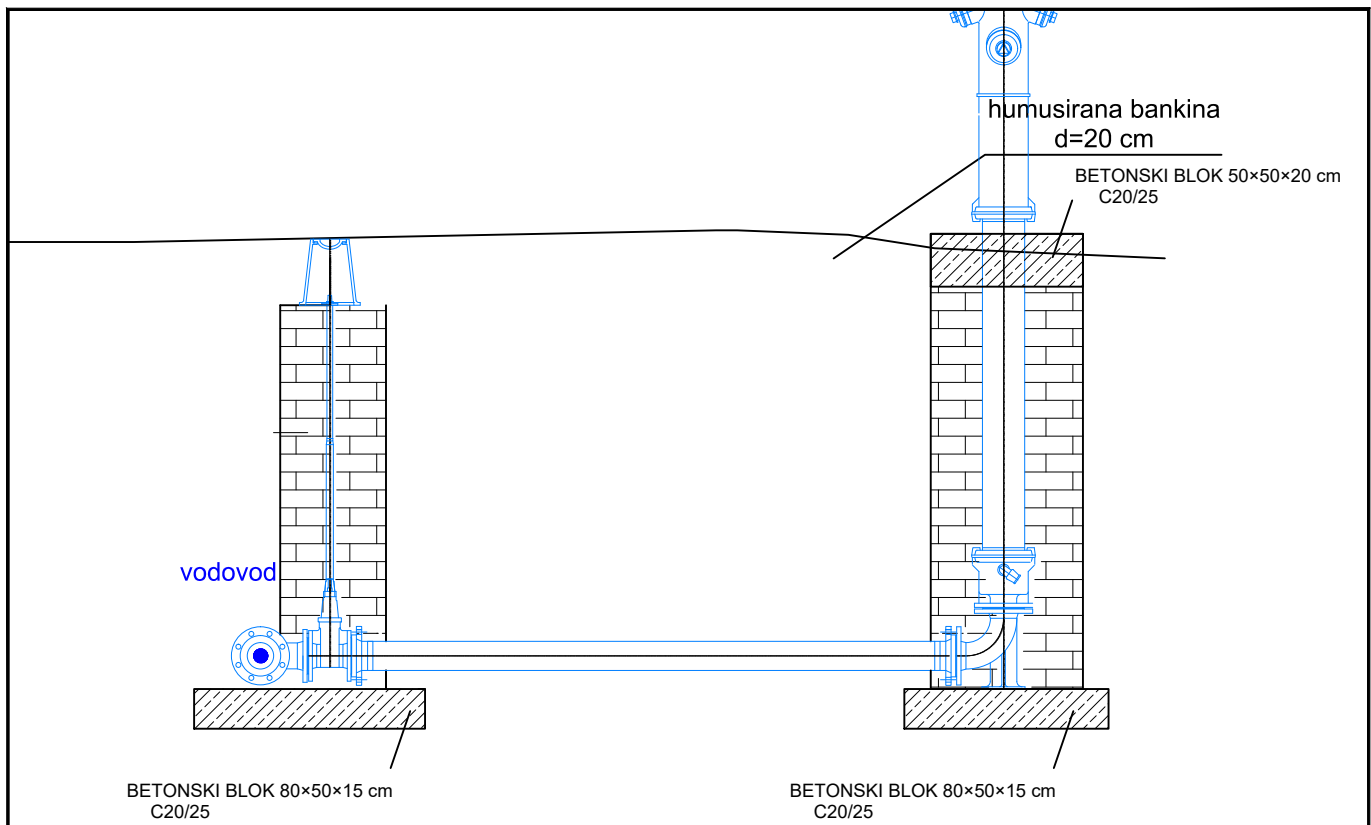 humusirana bankina
d=20 cm
BETONSKI BLOK 50×50×20 cm
C20/25
vodovod
BETONSKI BLOK 80×50×15 cm
C20/25
BETONSKI BLOK 80×50×15 cm
C20/25